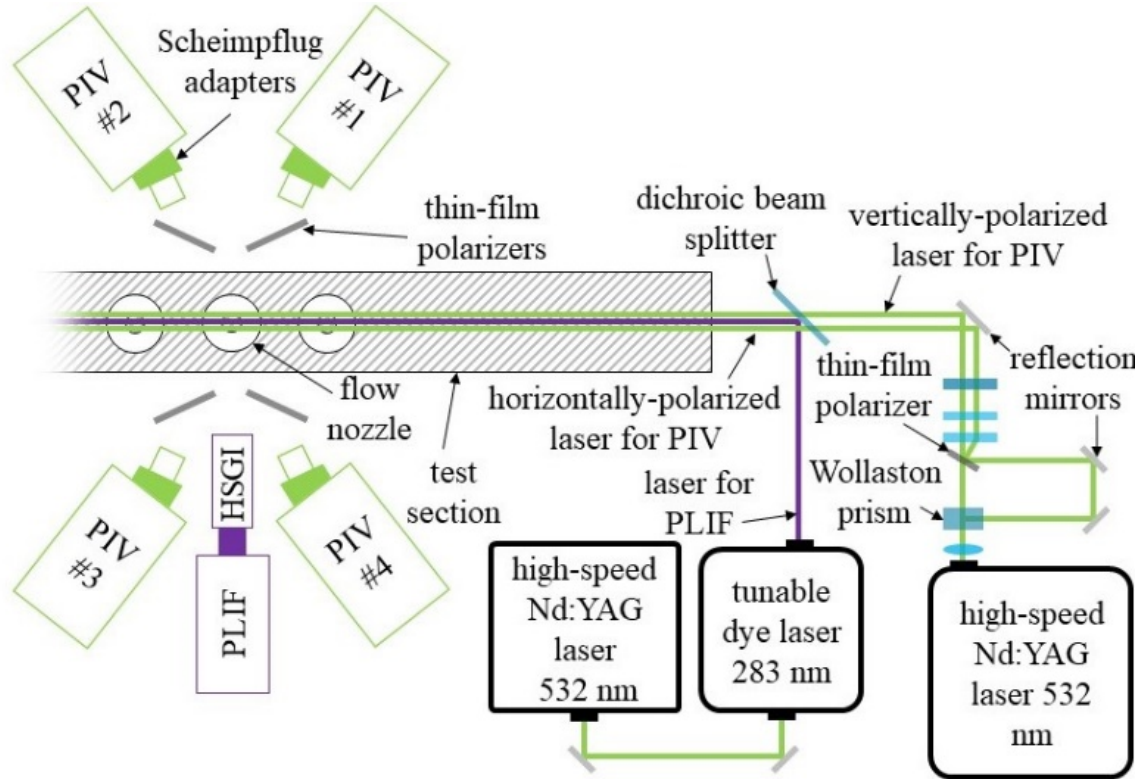 PIV
#2
Scheimpflug
adapters
PIV
#1
thin-film
polarizers
dichroic beam
splitter
vertically-polarized
laser for PIV
flow
nozzle
test
section
horizontally-polarized
laser for PIV
thin-film
polarizer
reflection
mirrors
laser for
PLIF
Wollaston
prism
PIV
#3
HSGI
PLIF
PIV
#4
high-speed
Nd:YAG
laser
532 nm
tunable
dye laser
283 nm
high-speed
Nd:YAG
laser 532
nm